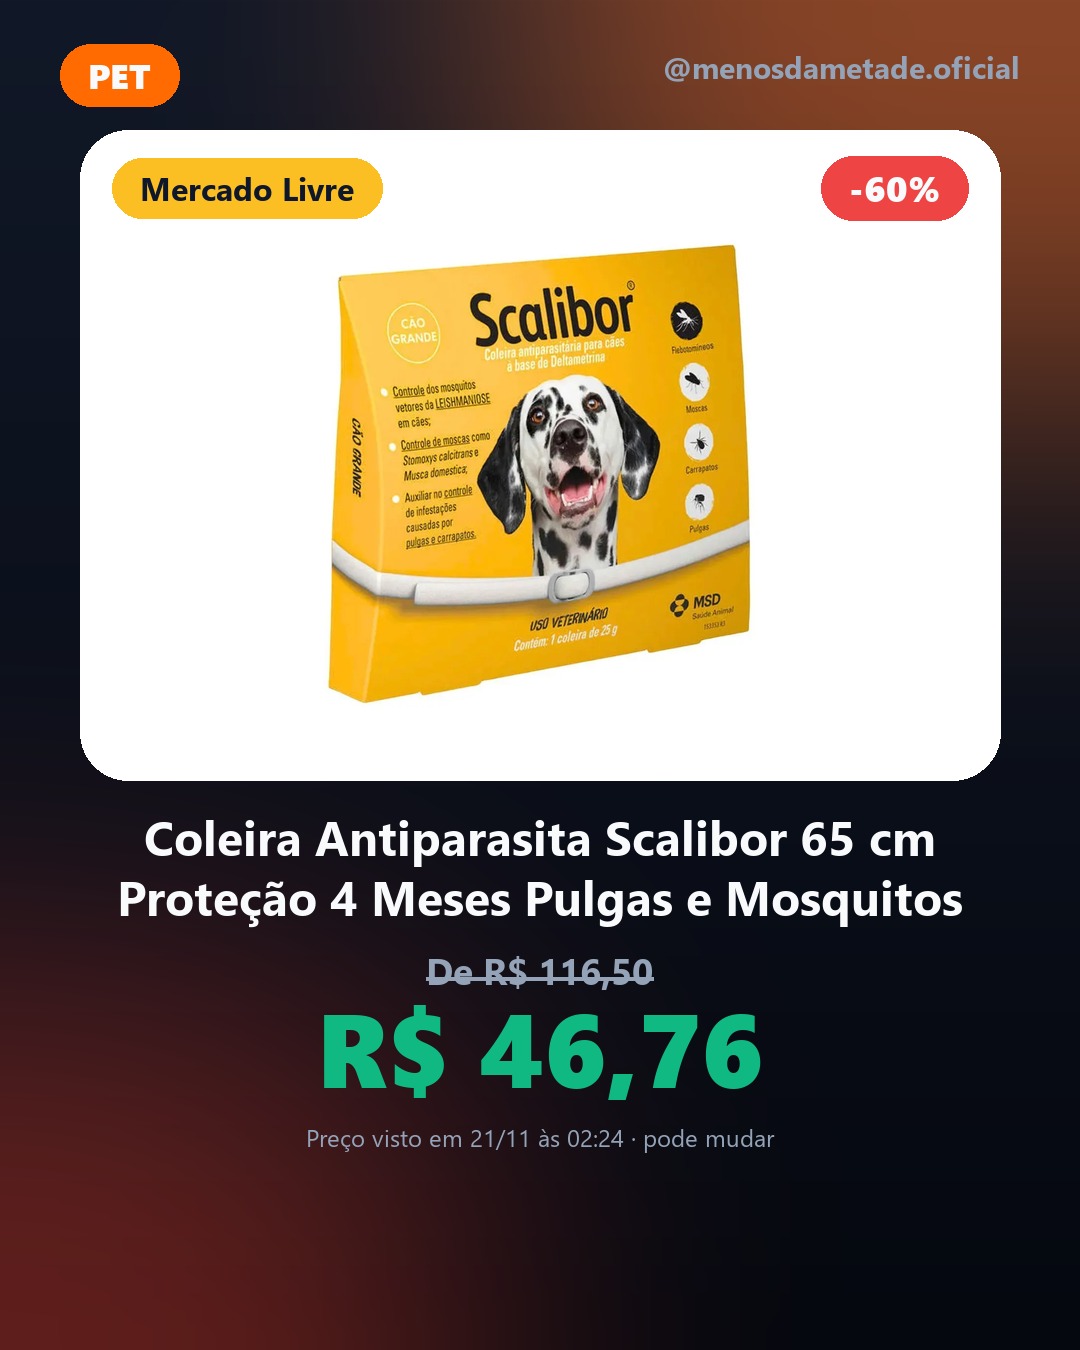 PET
@menosdametade.oficial
Mercado Livre
-60%
CÃO
GRANDE
Scalibor®
Coleira antiparasitária para cães
à base de Deltametrina
Controle dos mosquitos
vetores da LEISHMANIOSE
em cães;
Controle de moscas como
Stomoxys calcitrans e
Musca domestica;
Auxiliar no controle
de infestações
causadas por
pulgas e carrapatos.
Flebotomíneos
Moscas
Carrapatos
Pulgas
CÃO GRANDE
USO VETERINÁRIO
Contém: 1 coleira de 25 g
MSD
Saúde Animal
Coleira Antiparasita Scalibor 65 cm
Proteção 4 Meses Pulgas e Mosquitos
De R$ 116,50
R$ 46,76
Preço visto em 21/11 às 02:24 · pode mudar